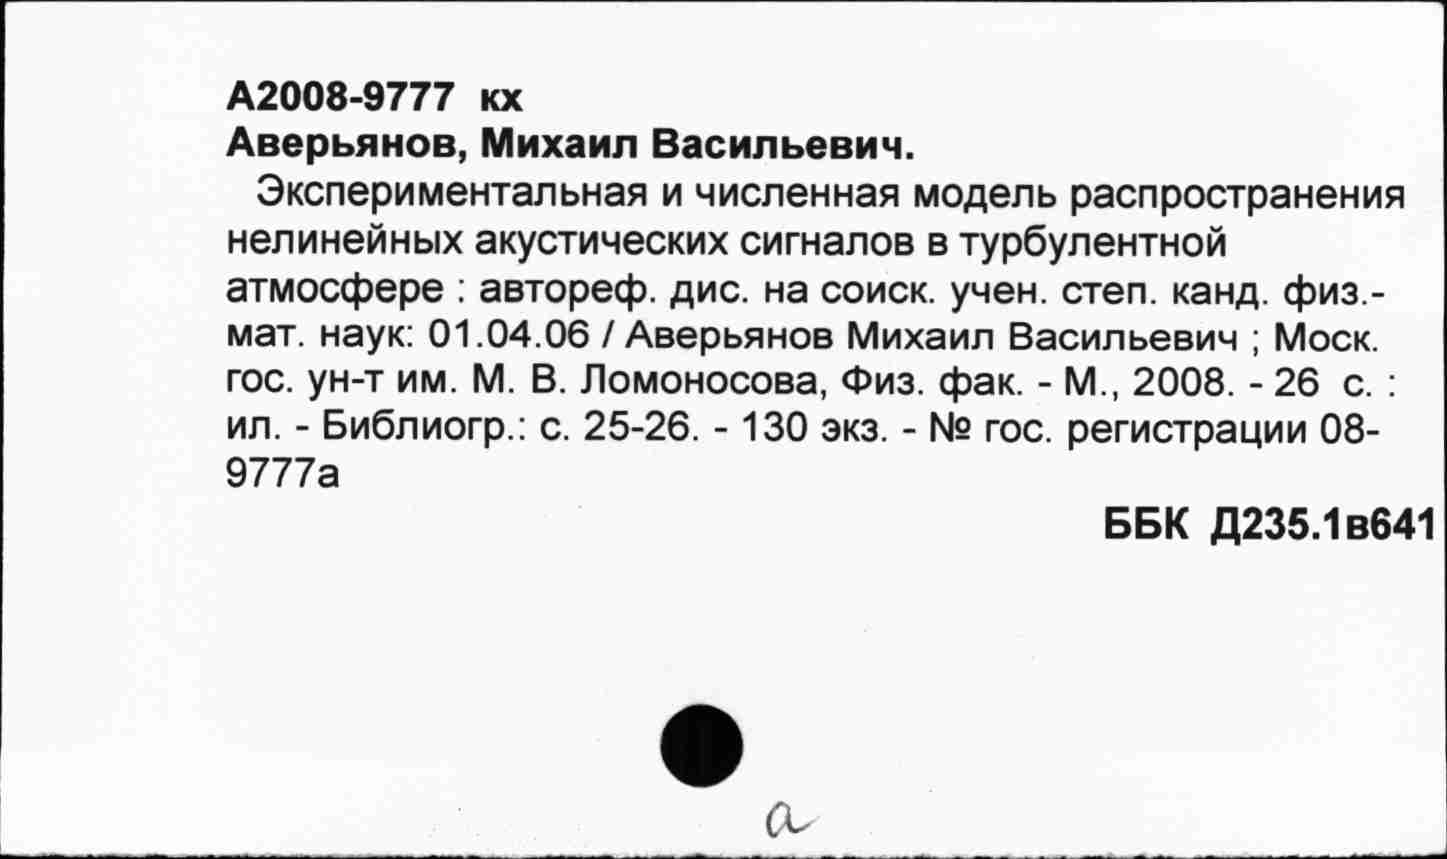 А2008-9777 кх
Аверьянов, Михаил Васильевич.
Экспериментальная и численная модель распространения
нелинейных акустических сигналов в турбулентной
атмосфере : автореф. дис. на соиск. учен. степ. канд. физ.-
мат. наук: 01.04.06 / Аверьянов Михаил Васильевич ; Моск.
гос. ун-т им. М. В. Ломоносова, Физ. фак. - М., 2008. - 26 с. :
ил. - Библиогр.: с. 25-26. - 130 экз. - № гос. регистрации 08-
9777а
ББК Д235.1в641
а